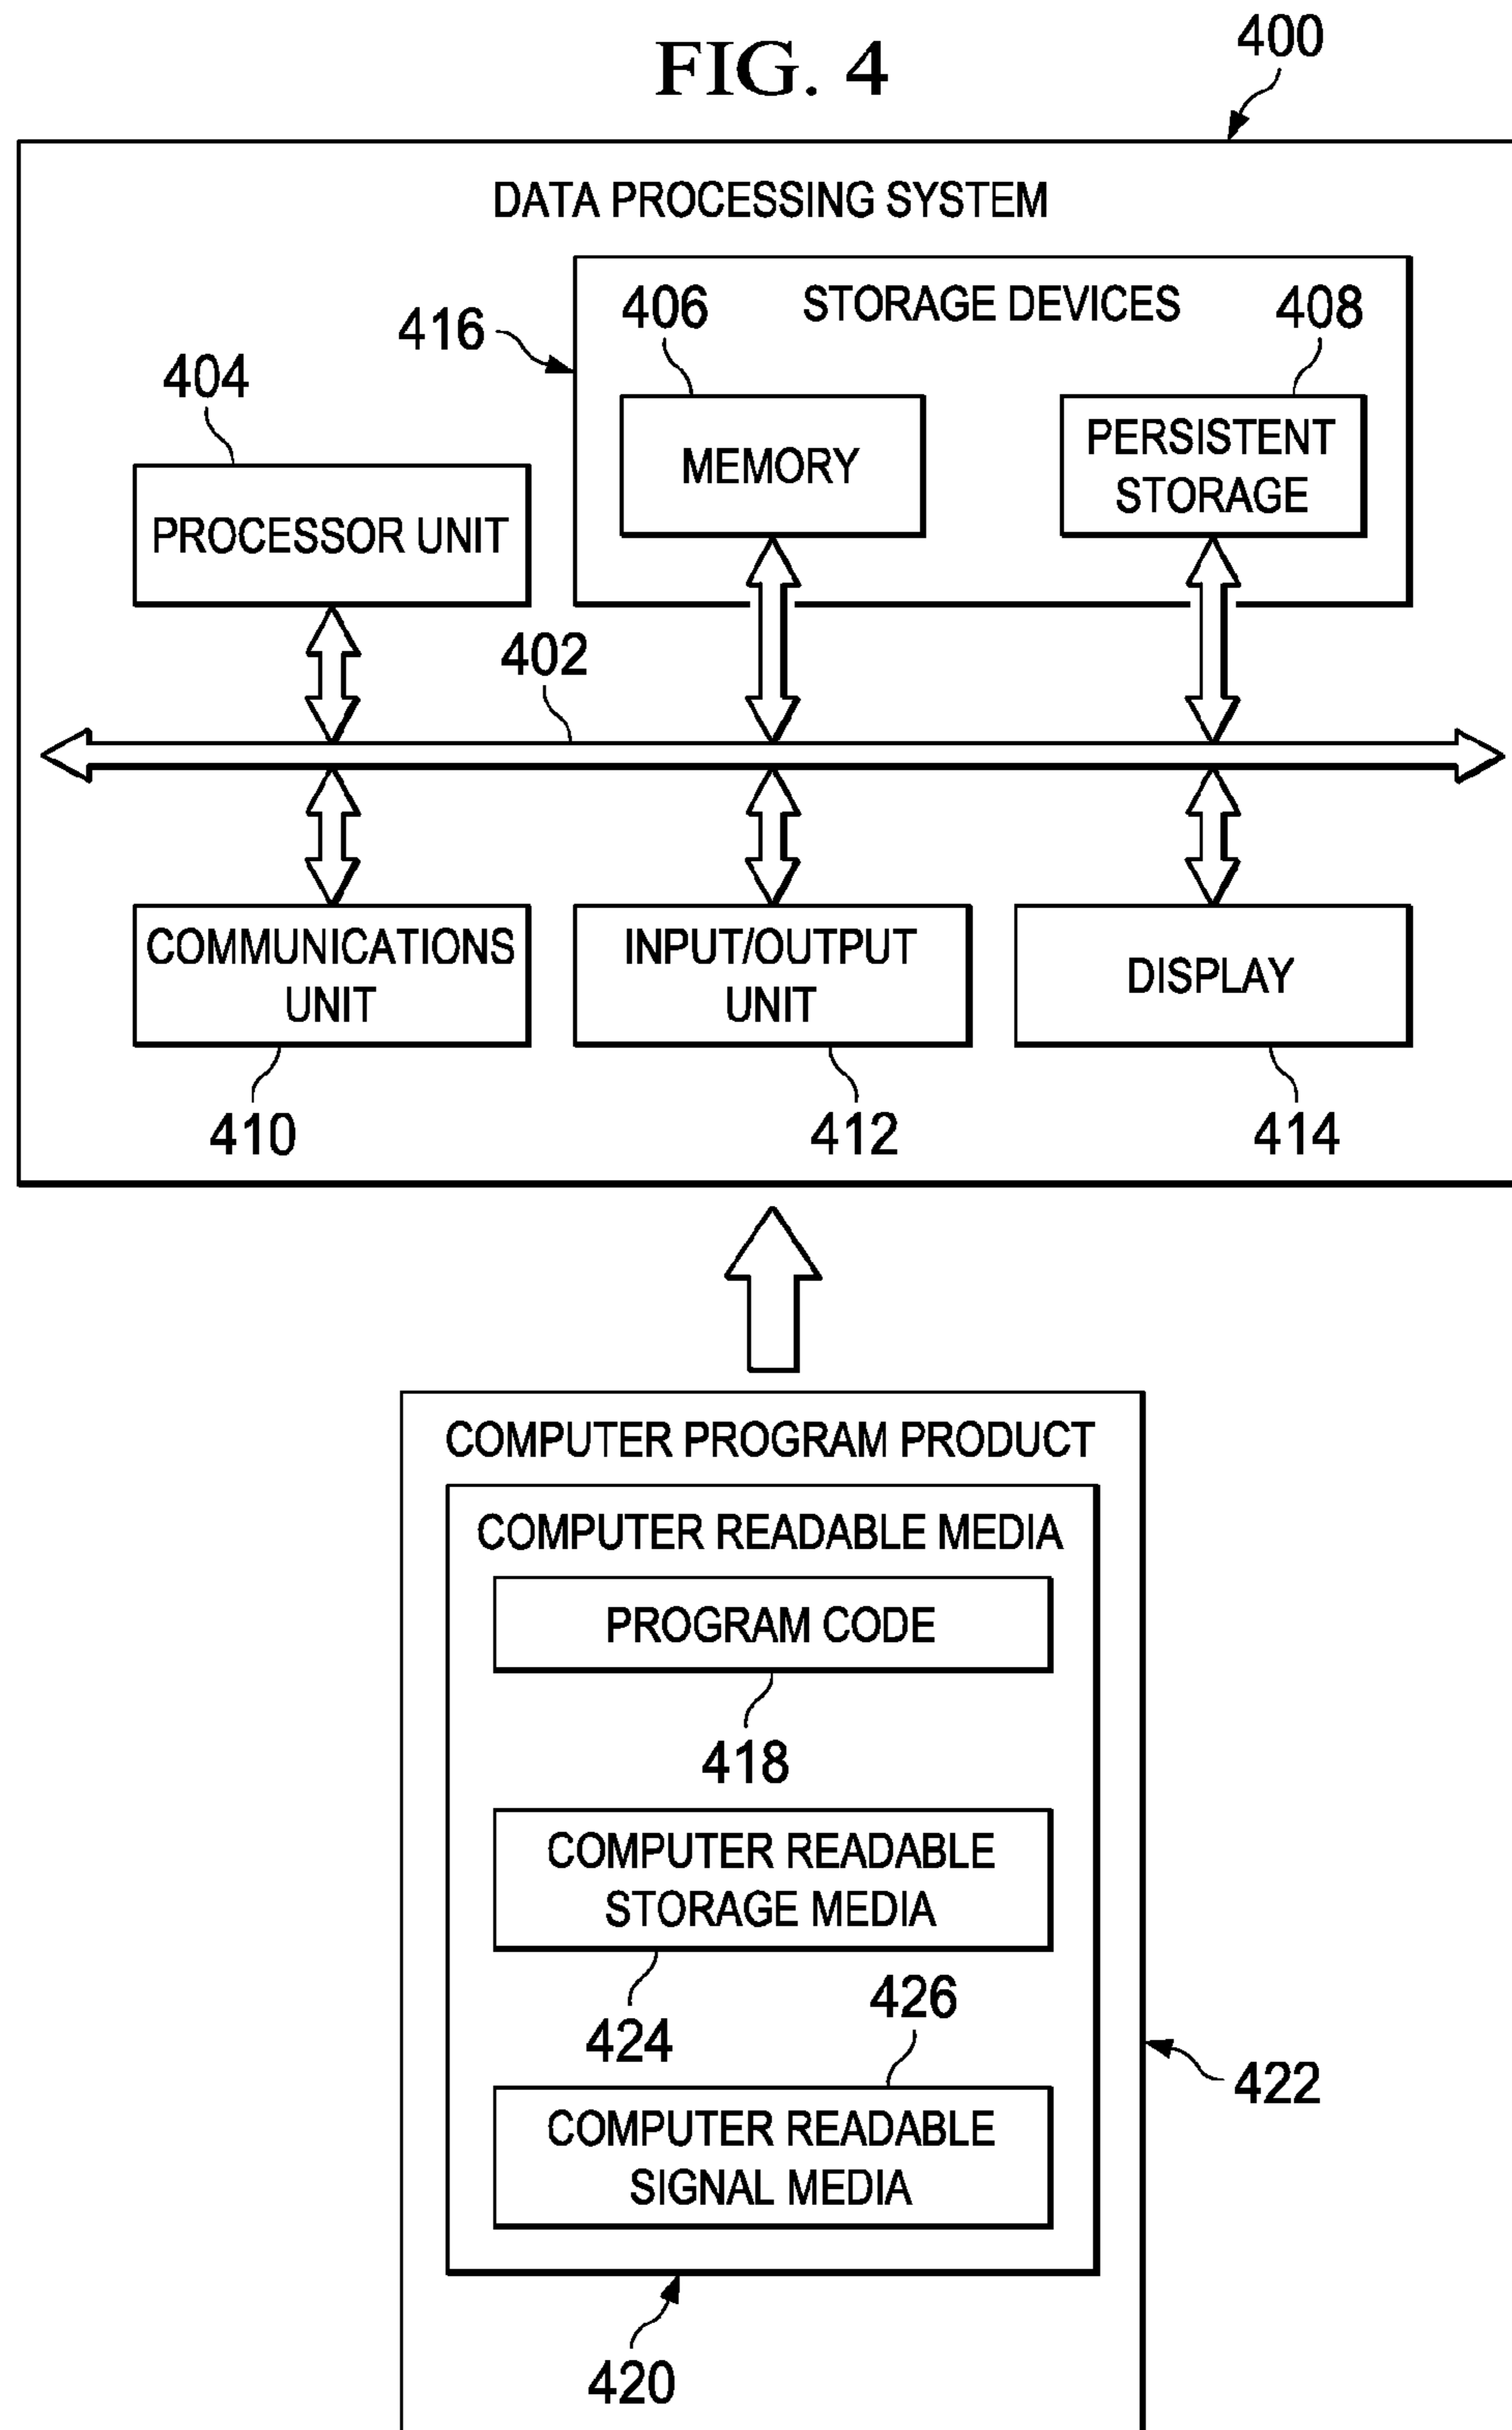 FIG. 4
400
DATA PROCESSING SYSTEM
416
406
STORAGE DEVICES
408
404
MEMORY
PERSISTENT
STORAGE
PROCESSOR UNIT
402
COMMUNICATIONS
UNIT
INPUT/OUTPUT
UNIT
DISPLAY
410
412
414
COMPUTER PROGRAM PRODUCT
COMPUTER READABLE MEDIA
PROGRAM CODE
418
COMPUTER READABLE
STORAGE MEDIA
424
426
COMPUTER READABLE
SIGNAL MEDIA
422
420